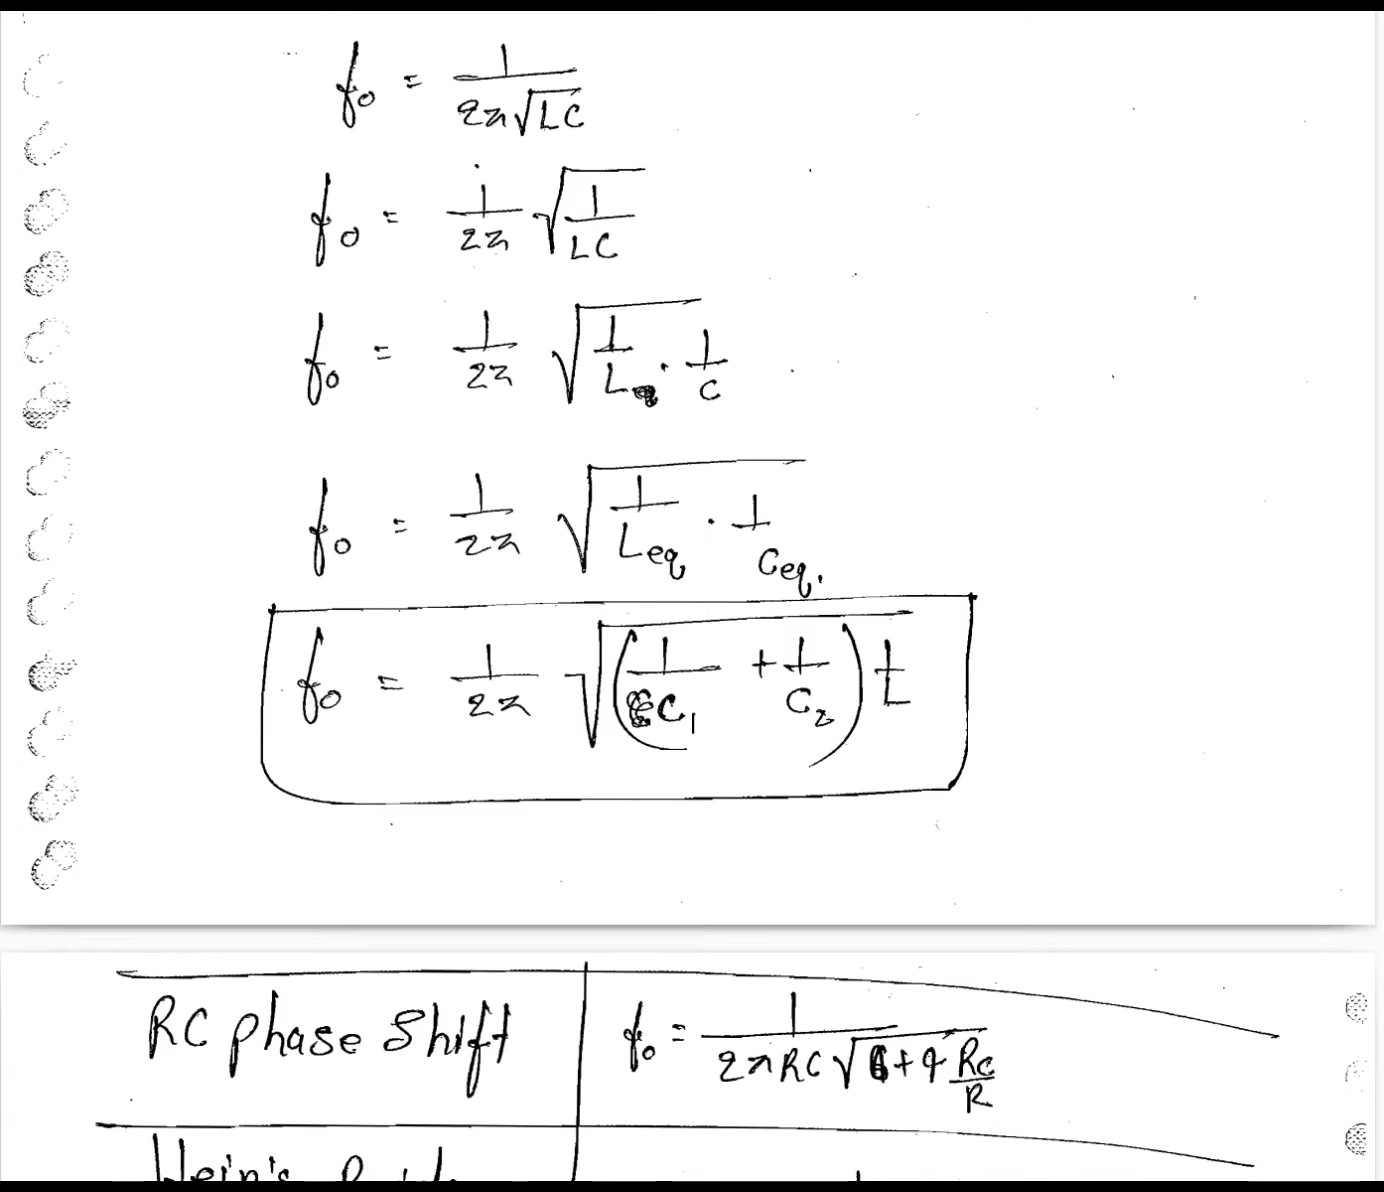 f₀ = 1/(2π√(LC))
f₀ = 1/(2π) √(1/(LC))
f₀ = 1/(2π) √(1/L · 1/C)
f₀ = 1/(2π) √(1/Leq · 1/Ceq.)
f₀ = 1/(2π) √((1/C₁ + 1/C₂) 1/L)
RC phase Shift f₀ = 1/(2πRC√(6+4 Rc/R))